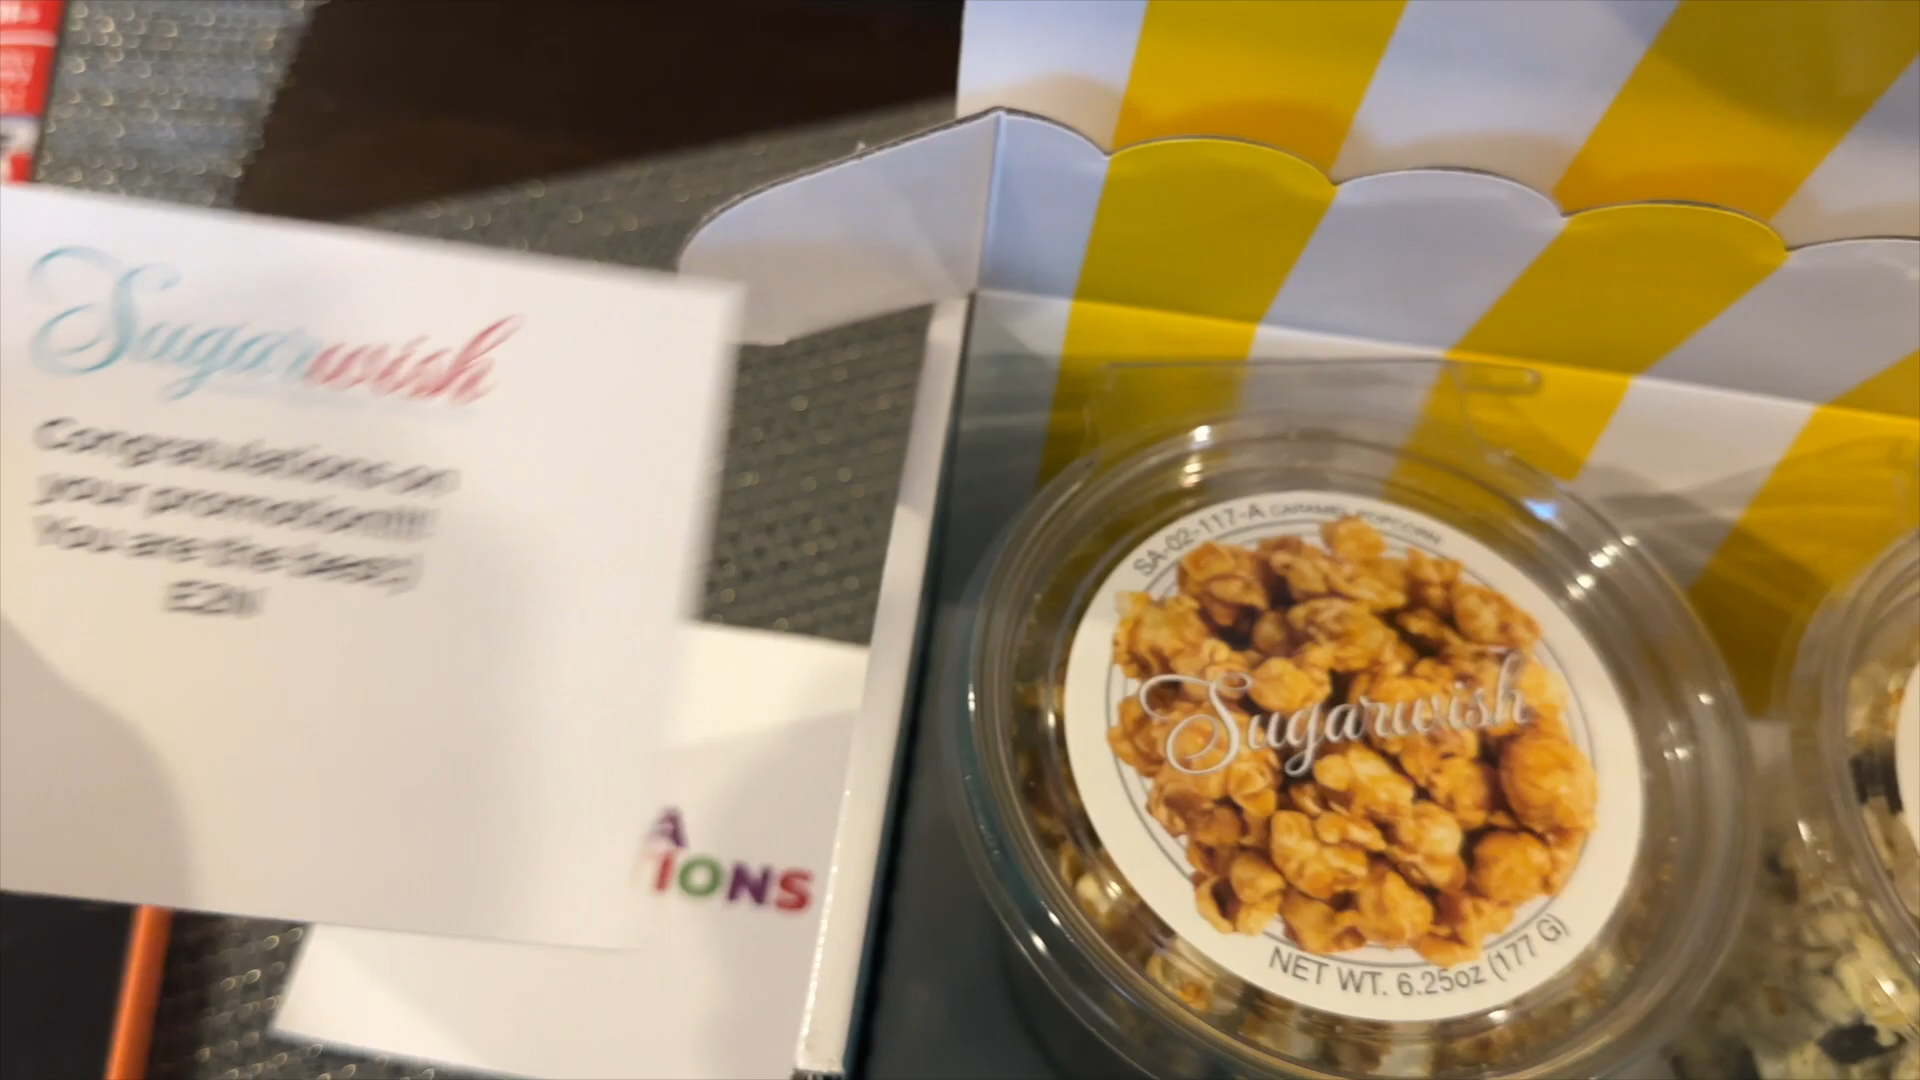 Sugarwish
Congratulations on
your promotion!!!!
You are the best!)
A
IONS
SA-02-117-A CARAMEL POPCORN
Sugarwish
NET WT. 6.25oz (177 G)